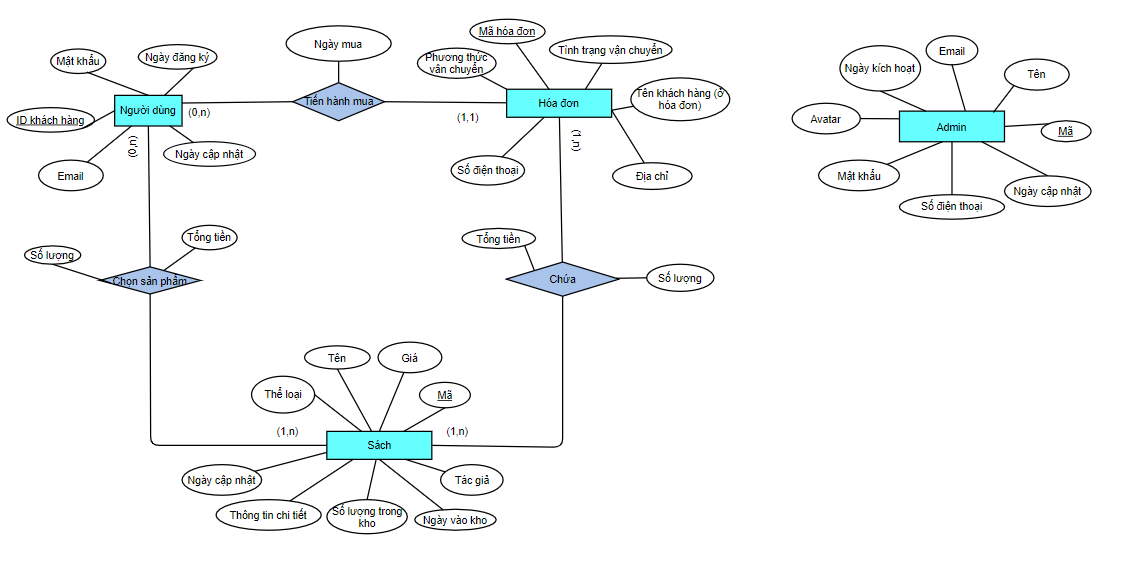 Mã hóa đơn
Ngày mua
Tình trạng vận chuyển
Email
Mật khẩu
Ngày đăng ký
Phương thức
vân chuyển
Ngày kích hoạt
Tên
Người dùng
(0,n)
Tiến hành mua
(1,1)
Hóa đơn
Tên khách hàng (ở
hóa đơn)
ID khách hàng
Avatar
Admin
Mã
(0,n)
(1,n)
Ngày cập nhât
Email
Số điện thoại
Địa chỉ
Mât khẩu
Ngày cập nhật
Số điện thoại
Số lượng
Tổng tiền
Tổng tiền
Chọn sản phẩm
Chứa
Số lượng
Tên
Giá
Thể loại
Mã
(1,n)
(1,n)
Sách
Ngày cập nhật
Tác giả
Thông tin chi tiết
Số lượng trong
kho
Ngày vào kho